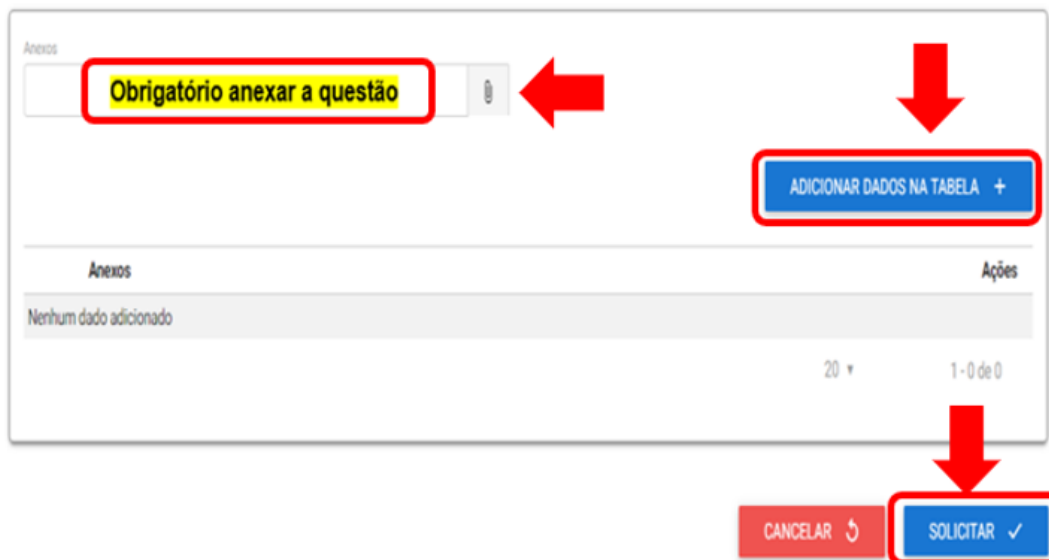 Anexos
Obrigatório anexar a questão
ADICIONAR DADOS NA TABELA +
Anexos Ações
Nenhum dado adicionado
20 1 - 0 de 0
CANCELAR SOLICITAR